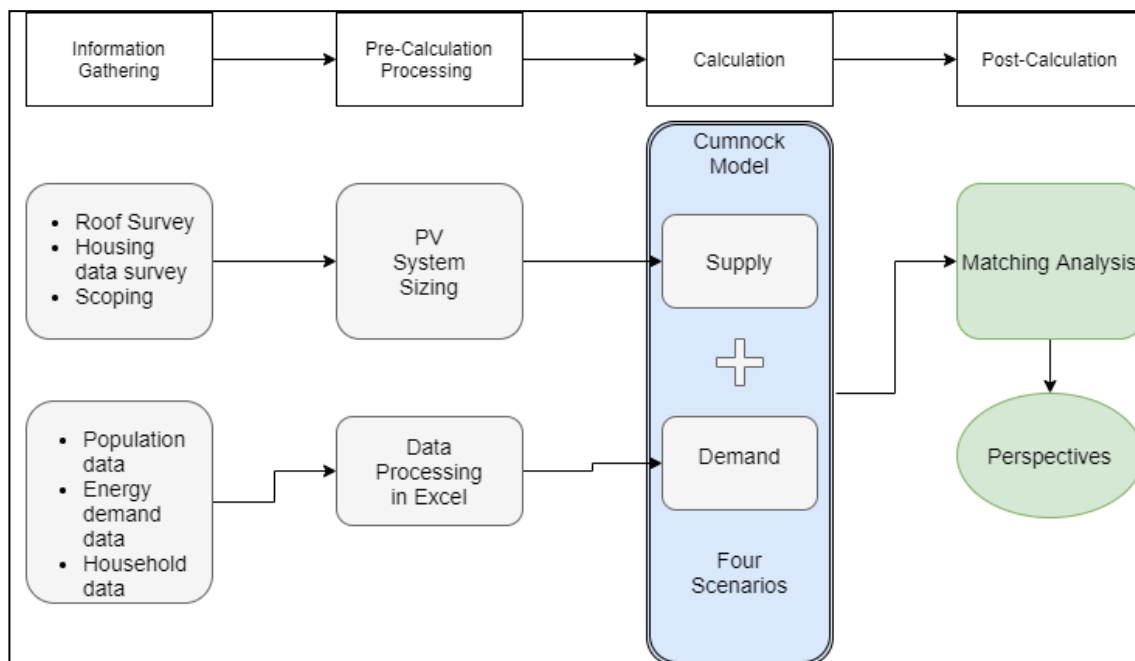 Information
Gathering
Pre-Calculation
Processing
Calculation
Post-Calculation
• Roof Survey
• Housing
data survey
• Scoping
PV
System
Sizing
Cumnock
Model
Supply
Matching Analysis
• Population
data
• Energy
demand
data
• Household
data
Data
Processing
in Excel
Demand
Four
Scenarios
Perspectives